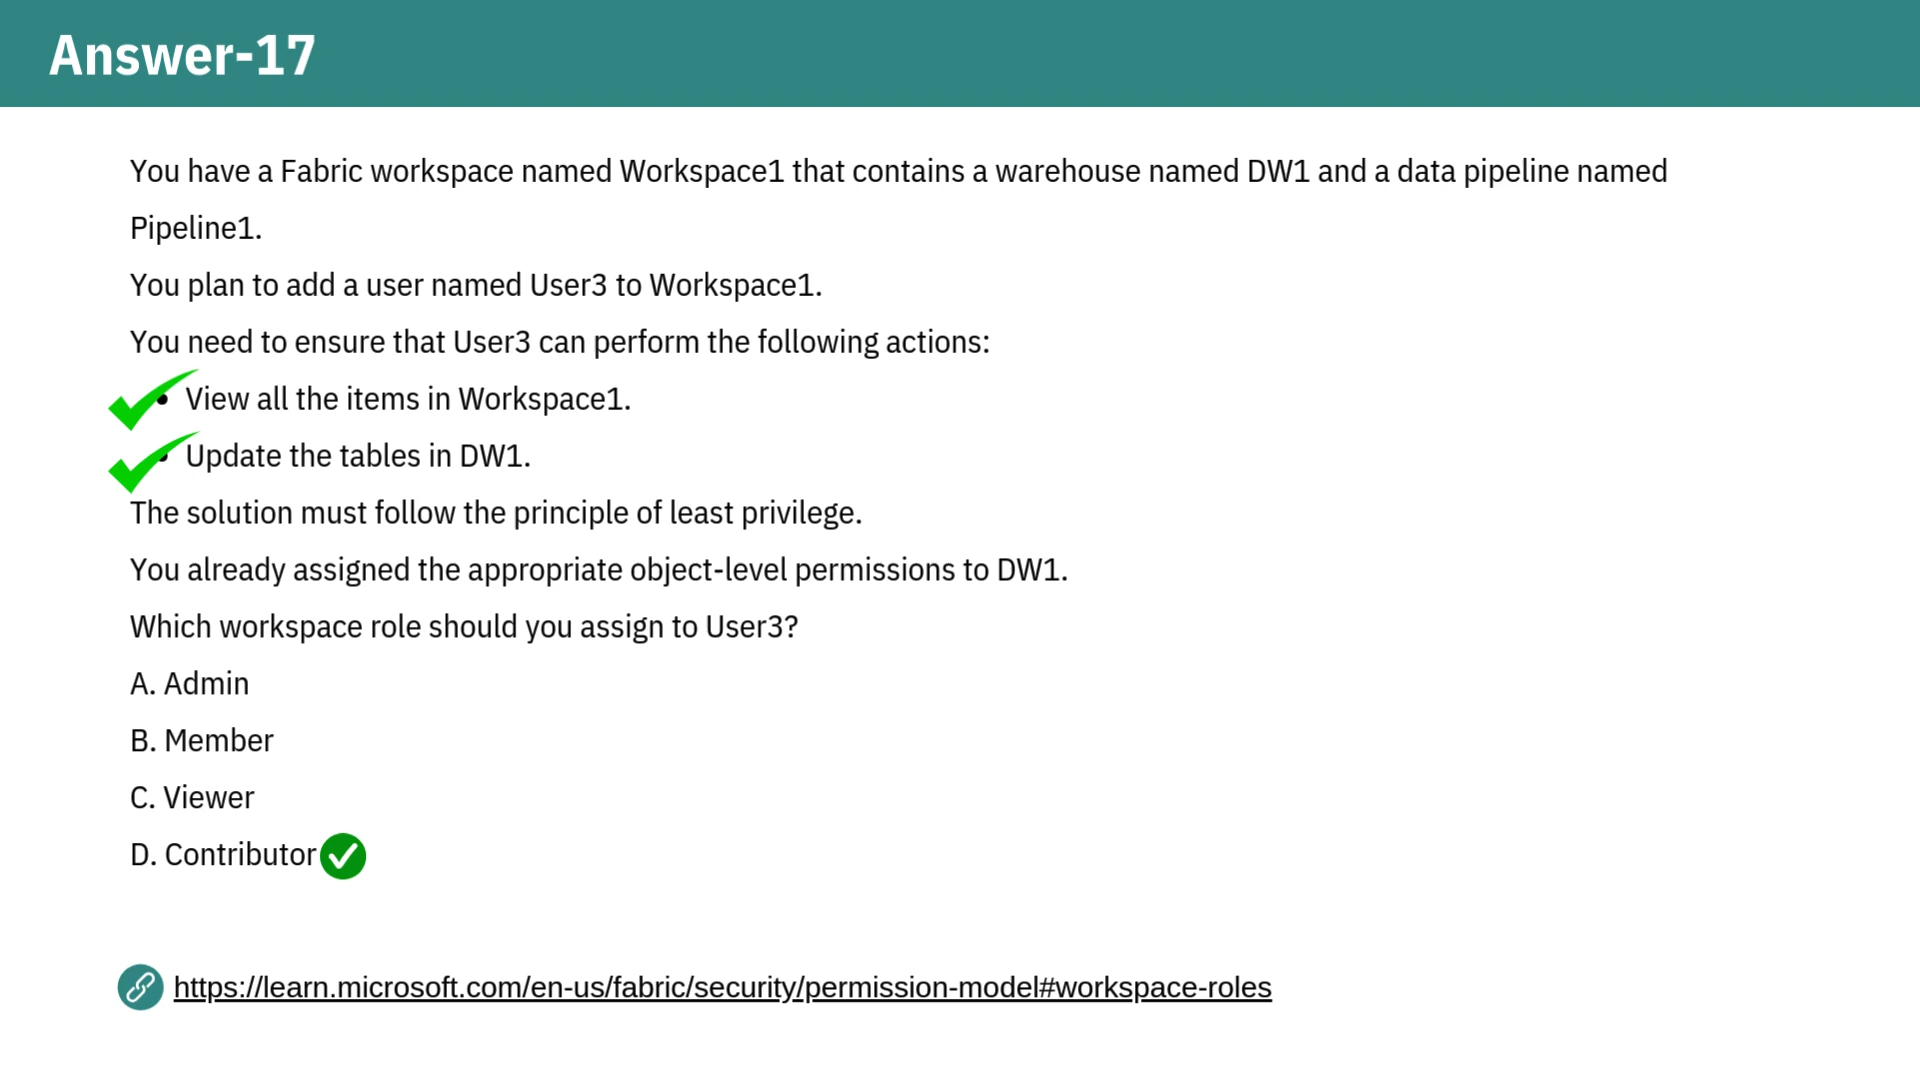 Answer-17
You have a Fabric workspace named Workspace1 that contains a warehouse named DW1 and a data pipeline named
Pipeline1.
You plan to add a user named User3 to Workspace1.
You need to ensure that User3 can perform the following actions:
• View all the items in Workspace1.
• Update the tables in DW1.
The solution must follow the principle of least privilege.
You already assigned the appropriate object-level permissions to DW1.
Which workspace role should you assign to User3?
A. Admin
B. Member
C. Viewer
D. Contributor
https://learn.microsoft.com/en-us/fabric/security/permission-model#workspace-roles